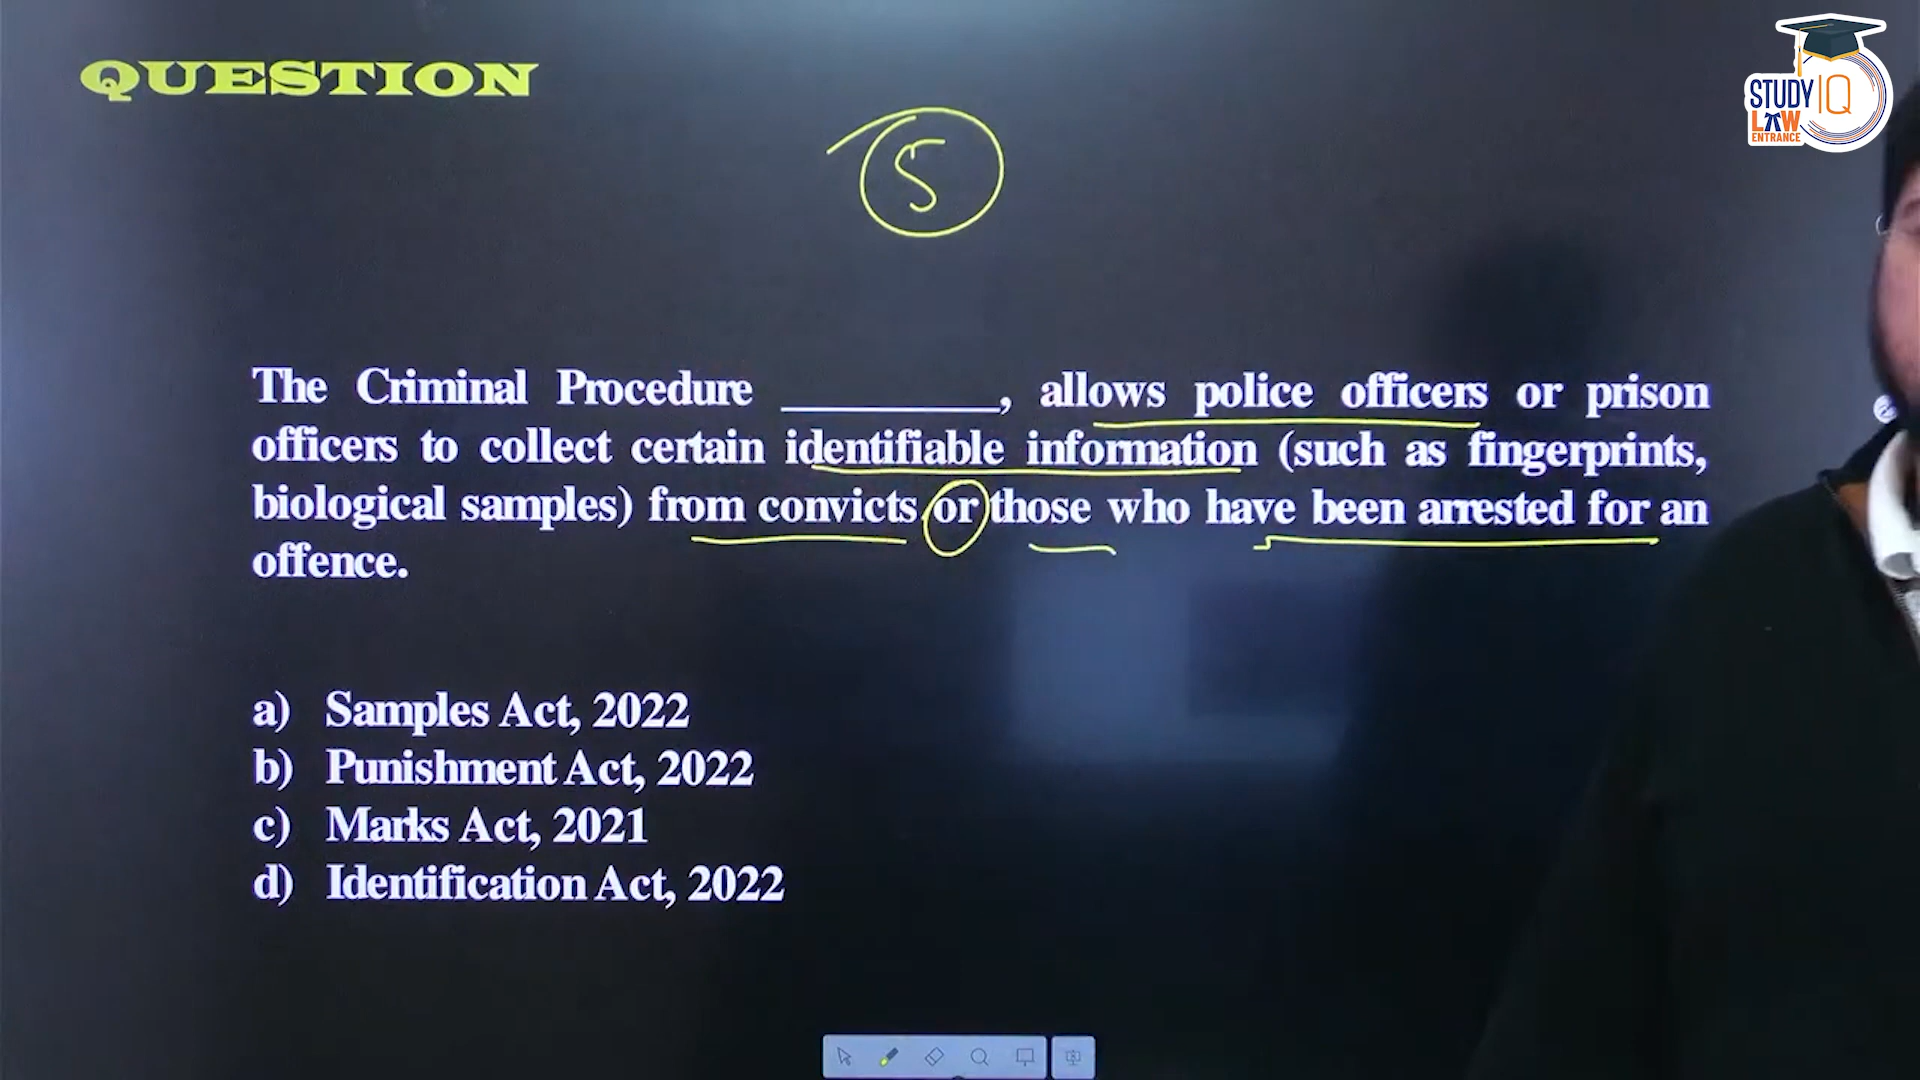 QUESTION
STUDY IQ
LAW
ENTRANCE
5
The Criminal Procedure __________, allows police officers or prison
officers to collect certain identifiable information (such as fingerprints,
biological samples) from convicts or those who have been arrested for an
offence.
a) Samples Act, 2022
b) Punishment Act, 2022
c) Marks Act, 2021
d) Identification Act, 2022